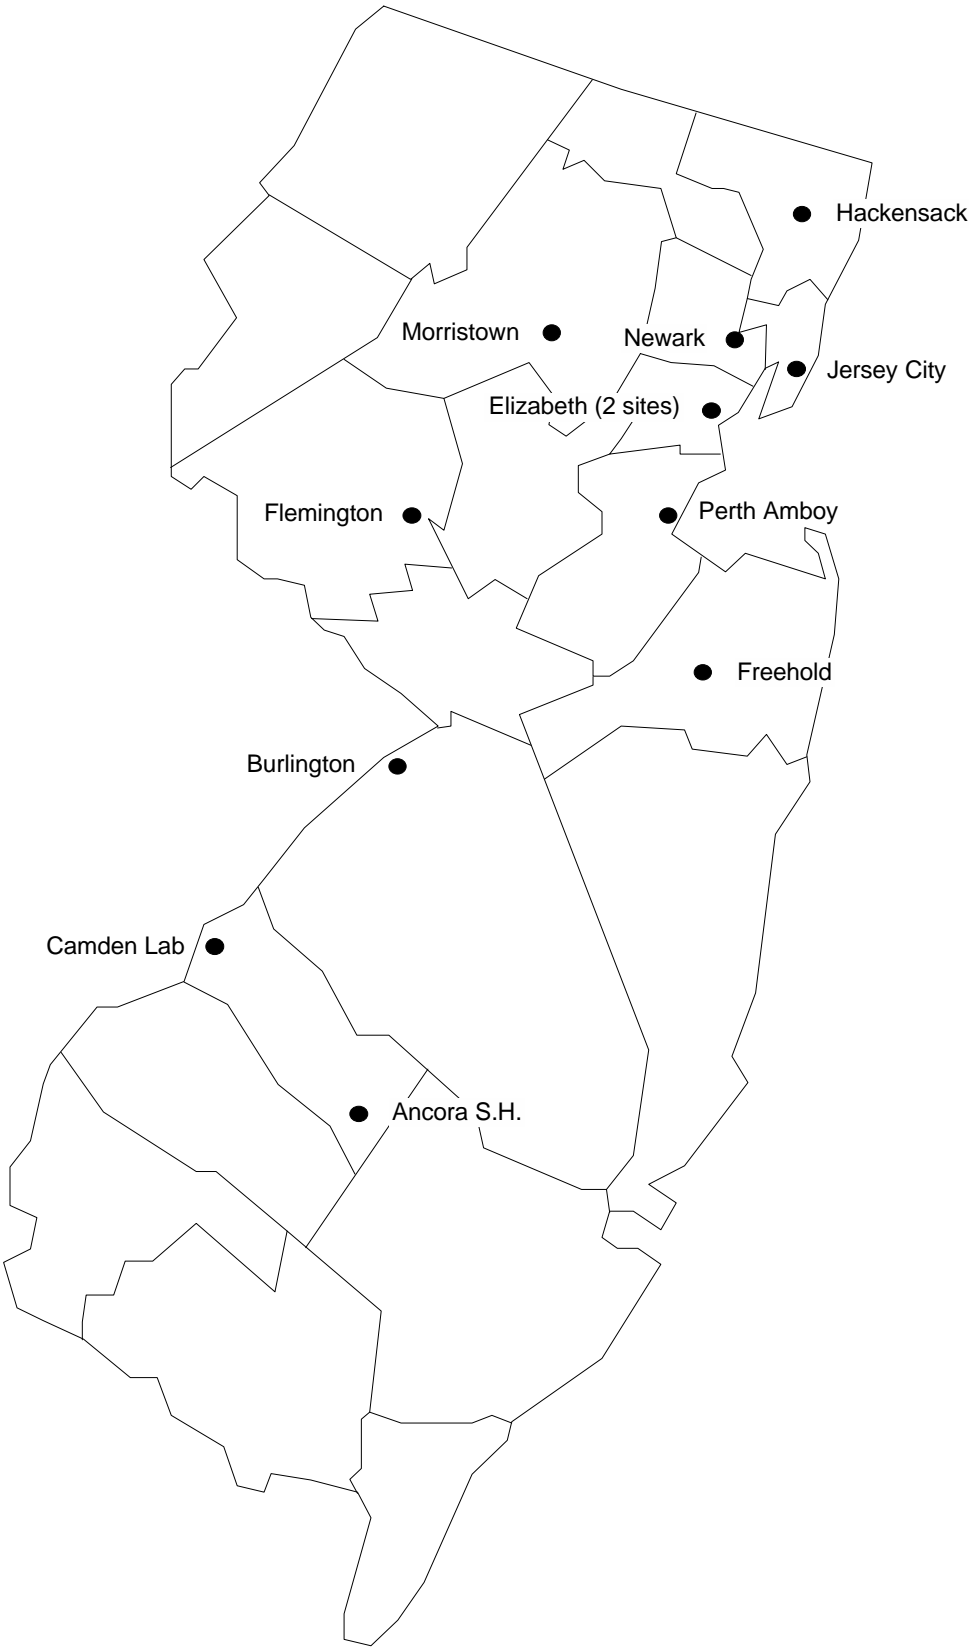 Hackensack
Morristown
Newark
Jersey City
Elizabeth (2 sites)
Flemington
Perth Amboy
Freehold
Burlington
Camden Lab
Ancora S.H.